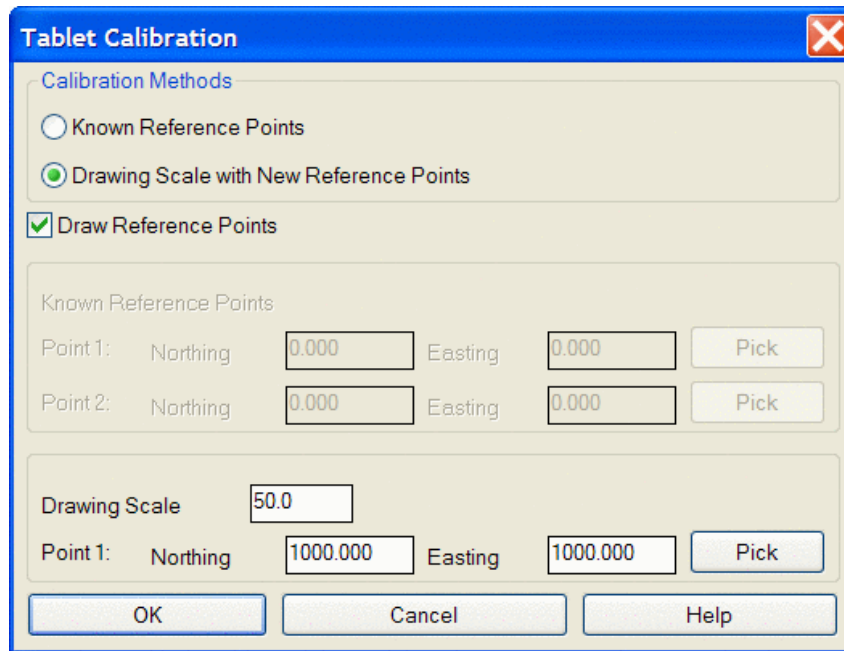 Tablet Calibration
Calibration Methods
Known Reference Points
Drawing Scale with New Reference Points
Draw Reference Points
Known Reference Points
Point 1: Northing 0.000 Easting 0.000 Pick
Point 2: Northing 0.000 Easting 0.000 Pick
Drawing Scale 50.0
Point 1: Northing 1000.000 Easting 1000.000 Pick
OK Cancel Help